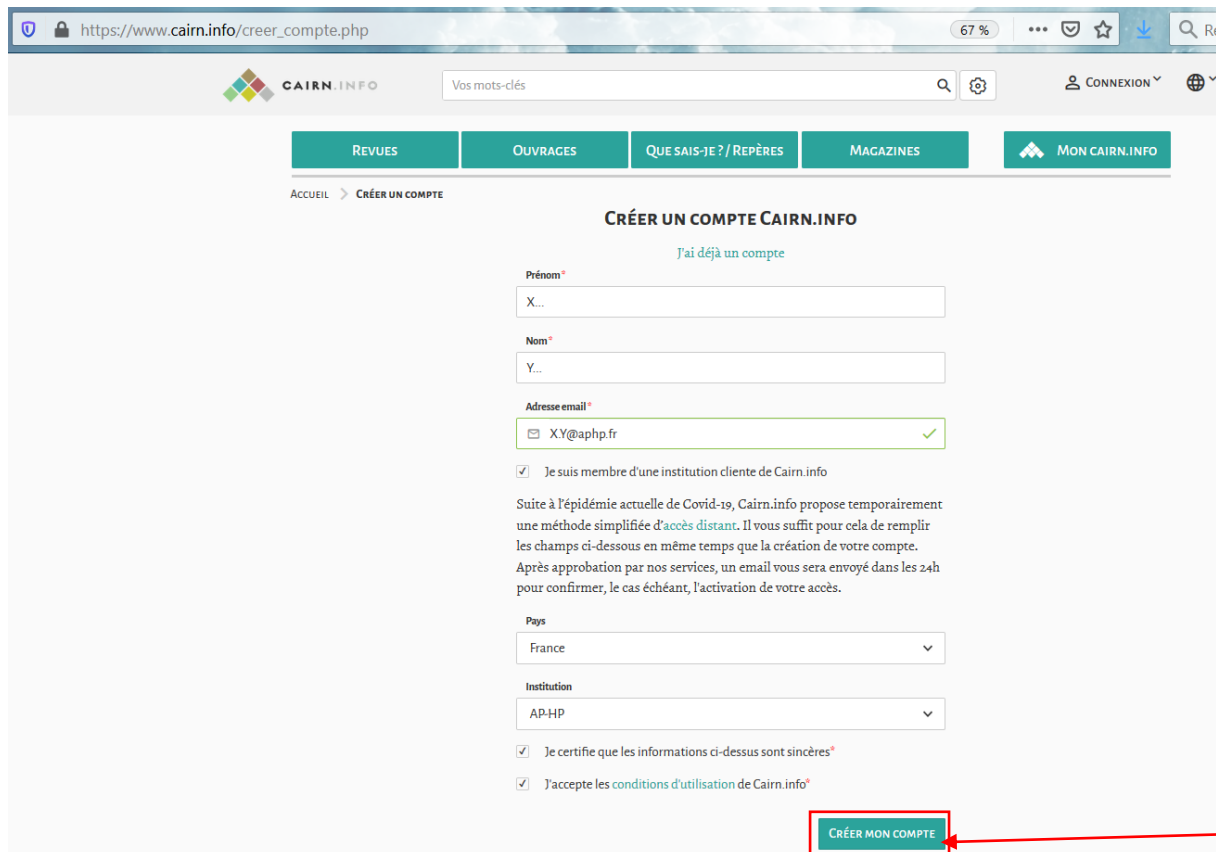 https://www.cairn.info/creer_compte.php 67 %
CAIRN.INFO Vos mots-clés CONNEXION
REVUES OUVRAGES QUE SAIS-JE ? / REPÈRES MAGAZINES MON CAIRN.INFO
ACCUEIL > CRÉER UN COMPTE
CRÉER UN COMPTE CAIRN.INFO
J'ai déjà un compte
Prénom*
X...
Nom*
Y...
Adresse email*
X.Y@aphp.fr
Je suis membre d'une institution cliente de Cairn.info
Suite à l'épidémie actuelle de Covid-19, Cairn.info propose temporairement
une méthode simplifiée d'accès distant. Il vous suffit pour cela de remplir
les champs ci-dessous en même temps que la création de votre compte.
Après approbation par nos services, un email vous sera envoyé dans les 24h
pour confirmer, le cas échéant, l'activation de votre accès.
Pays
France
Institution
AP-HP
Je certifie que les informations ci-dessus sont sincères*
J'accepte les conditions d'utilisation de Cairn.info*
CRÉER MON COMPTE